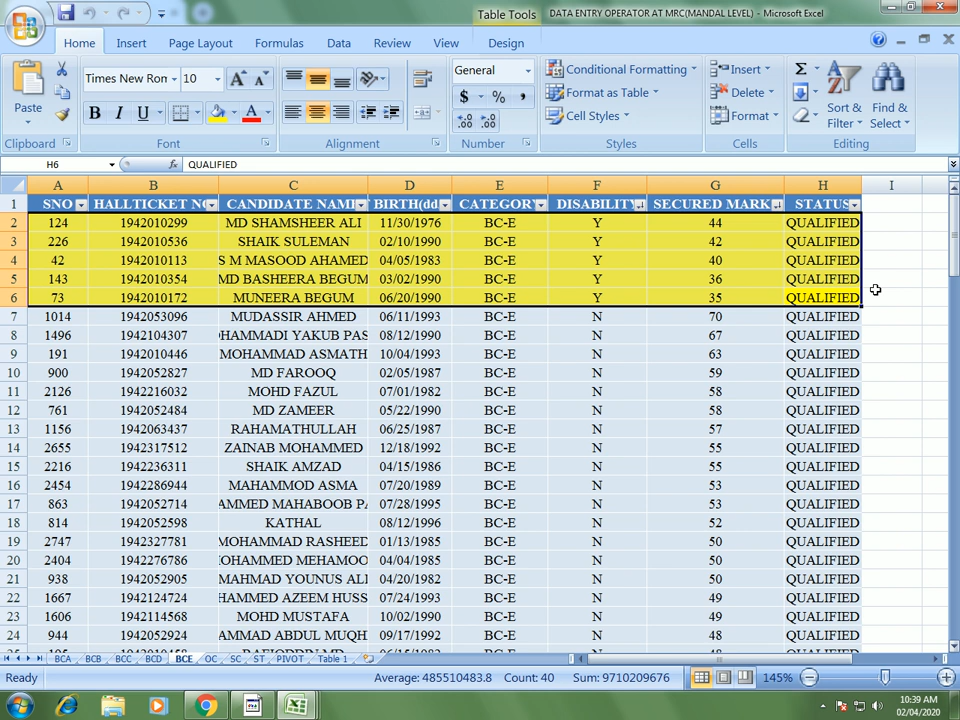 Table Tools DATA ENTRY OPERATOR AT MRC(MANDAL LEVEL) - Microsoft Excel
Home Insert Page Layout Formulas Data Review View Design
Paste Times New Ron 10 General Conditional Formatting Insert Σ
B I U A $ % , Format as Table Delete Sort & Find &
Cell Styles Format Filter Select
Clipboard Font Alignment Number Styles Cells Editing
H6 fx QUALIFIED
A B C D E F G H I
1 SNO HALLTICKET NO CANDIDATE NAME BIRTH(dd CATEGORY DISABILITY SECURED MARK STATUS
2 124 1942010299 MD SHAMSHEER ALI 11/30/1976 BC-E Y 44 QUALIFIED
3 226 1942010536 SHAIK SULEMAN 02/10/1990 BC-E Y 42 QUALIFIED
4 42 1942010113 S M MASOOD AHAMED 04/05/1983 BC-E Y 40 QUALIFIED
5 143 1942010354 MD BASHEERA BEGUM 03/02/1990 BC-E Y 36 QUALIFIED
6 73 1942010172 MUNEERA BEGUM 06/20/1990 BC-E Y 35 QUALIFIED
7 1014 1942053096 MUDASSIR AHMED 06/11/1993 BC-E N 70 QUALIFIED
8 1496 1942104307 OHAMMADI YAKUB PAS 08/12/1990 BC-E N 67 QUALIFIED
9 191 1942010446 MOHAMMAD ASMATH 10/04/1993 BC-E N 63 QUALIFIED
10 900 1942052827 MD FAROOQ 02/05/1987 BC-E N 59 QUALIFIED
11 2126 1942216032 MOHD FAZUL 07/01/1982 BC-E N 58 QUALIFIED
12 761 1942052484 MD ZAMEER 05/22/1990 BC-E N 58 QUALIFIED
13 1156 1942063437 RAHAMATHULLAH 06/25/1987 BC-E N 57 QUALIFIED
14 2655 1942317512 ZAINAB MOHAMMED 12/18/1992 BC-E N 55 QUALIFIED
15 2216 1942236311 SHAIK AMZAD 04/15/1986 BC-E N 55 QUALIFIED
16 2454 1942286944 MAHAMMOD ASMA 07/20/1989 BC-E N 53 QUALIFIED
17 863 1942052714 AMMED MAHABOOB PA 07/28/1995 BC-E N 53 QUALIFIED
18 814 1942052598 KATHAL 08/12/1996 BC-E N 52 QUALIFIED
19 2747 1942327781 MOHAMMAD RASHEED 01/13/1985 BC-E N 50 QUALIFIED
20 2404 1942276786 OHAMMED MEHAMOO 04/04/1985 BC-E N 50 QUALIFIED
21 938 1942052905 MAHMAD YOUNUS ALI 04/20/1982 BC-E N 50 QUALIFIED
22 1667 1942124724 HAMMED AZEEM HUSS 07/24/1993 BC-E N 49 QUALIFIED
23 1606 1942114568 MOHD MUSTAFA 10/02/1990 BC-E N 49 QUALIFIED
24 944 1942052924 AMMAD ABDUL MUQH 09/17/1992 BC-E N 48 QUALIFIED
BCA BCB BCC BCD BCE OC SC ST PIVOT Table 1
Ready Average: 485510483.8 Count: 40 Sum: 9710209676 145%
10:39 AM
02/04/2020